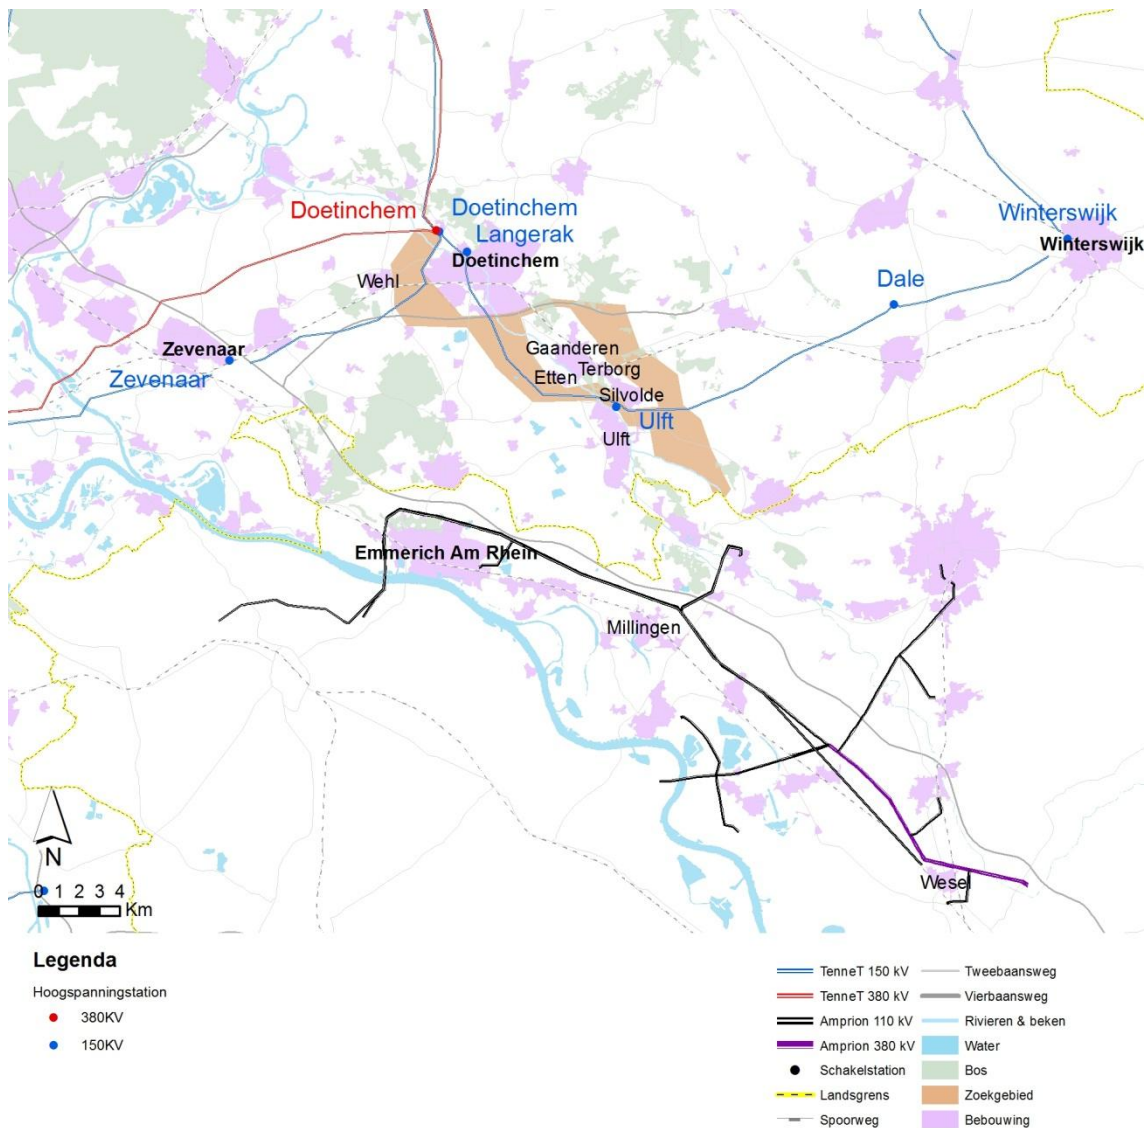 Doetinchem
Doetinchem
Langerak
Doetinchem
Winterswijk
Winterswijk
Wehl
Dale
Zevenaar
Zevenaar
Gaanderen
Terborg
Etten
Silvolde
Ulft
Ulft
Emmerich Am Rhein
Millingen
Wesel
N
0 1 2 3 4
Km
Legenda
Hoogspanningstation
380KV
150KV
TenneT 150 kV
TenneT 380 kV
Amprion 110 kV
Amprion 380 kV
Schakelstation
Landsgrens
Spoorweg
Tweebaansweg
Vierbaansweg
Rivieren & beken
Water
Bos
Zoekgebied
Bebouwing